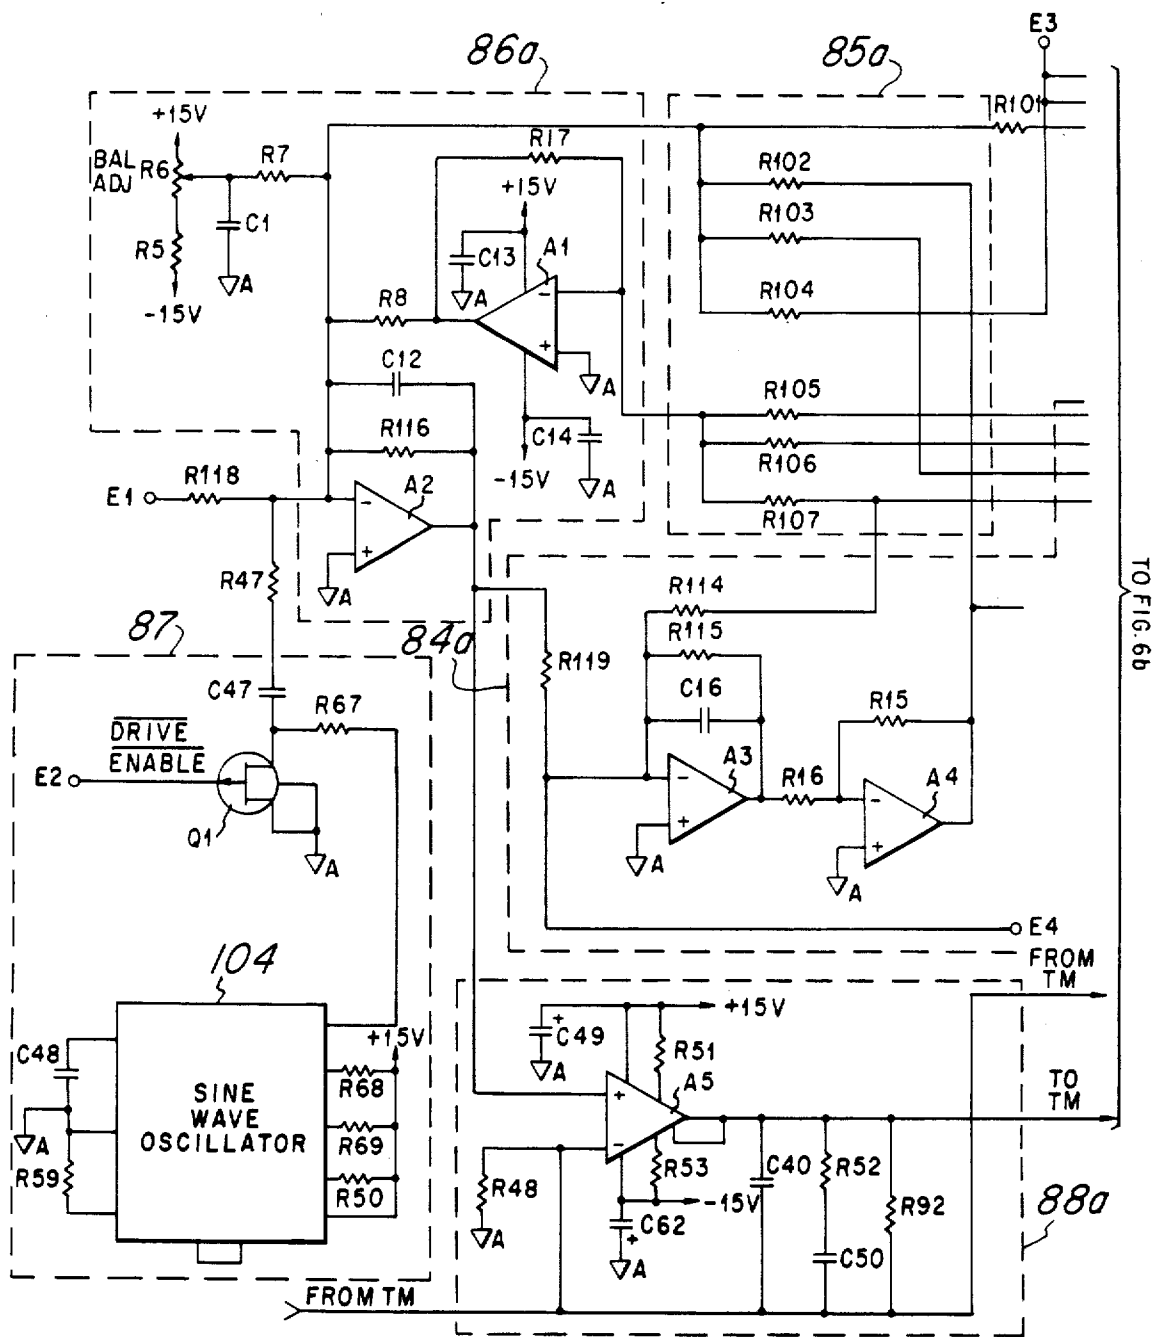 E3
86a
85a
R101
+15V
BAL
ADJ
R6
R7
C1
R5
A
-15V
R17
+15V
C13
A
A1
-
+
A
R8
C12
R116
C14
-15V
A
R102
R103
R104
R105
R106
R107
E1
R118
A2
-
+
A
R47
TO FIG. 6b
87
84a
R119
R114
R115
C16
A3
-
+
A
R16
R15
A4
-
+
A
E4
C47
R67
DRIVE
ENABLE
E2
Q1
A
FROM
TM
104
+15V
C48
A
R59
SINE
WAVE
OSCILLATOR
R68
R69
R50
+
C49
A
+15V
R51
A5
+
-
R53
-15V
R48
A
C62
+
A
C40
R52
C50
R92
TO
TM
88a
FROM TM